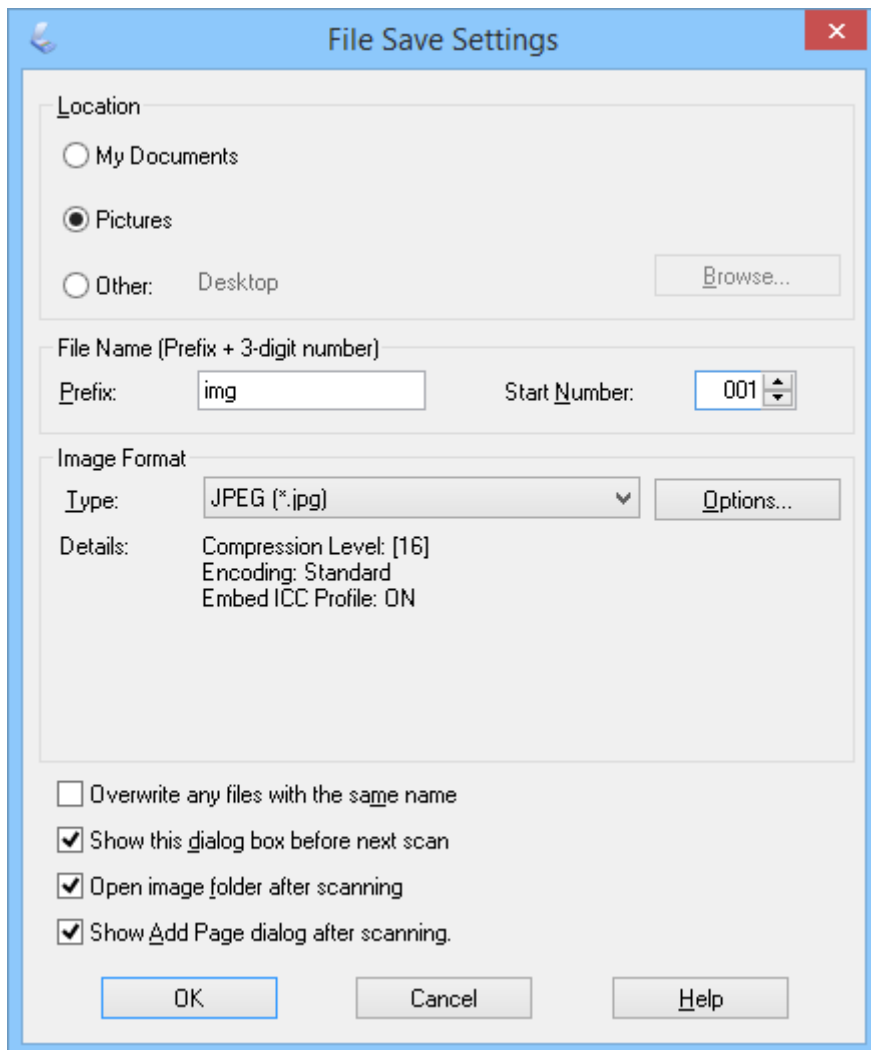 File Save Settings
Location
My Documents
Pictures
Other: Desktop Browse...
File Name (Prefix + 3-digit number)
Prefix: img Start Number: 001
Image Format
Type: JPEG (*.jpg) Options...
Details: Compression Level: [16]
Encoding: Standard
Embed ICC Profile: ON
Overwrite any files with the same name
Show this dialog box before next scan
Open image folder after scanning
Show Add Page dialog after scanning.
OK Cancel Help